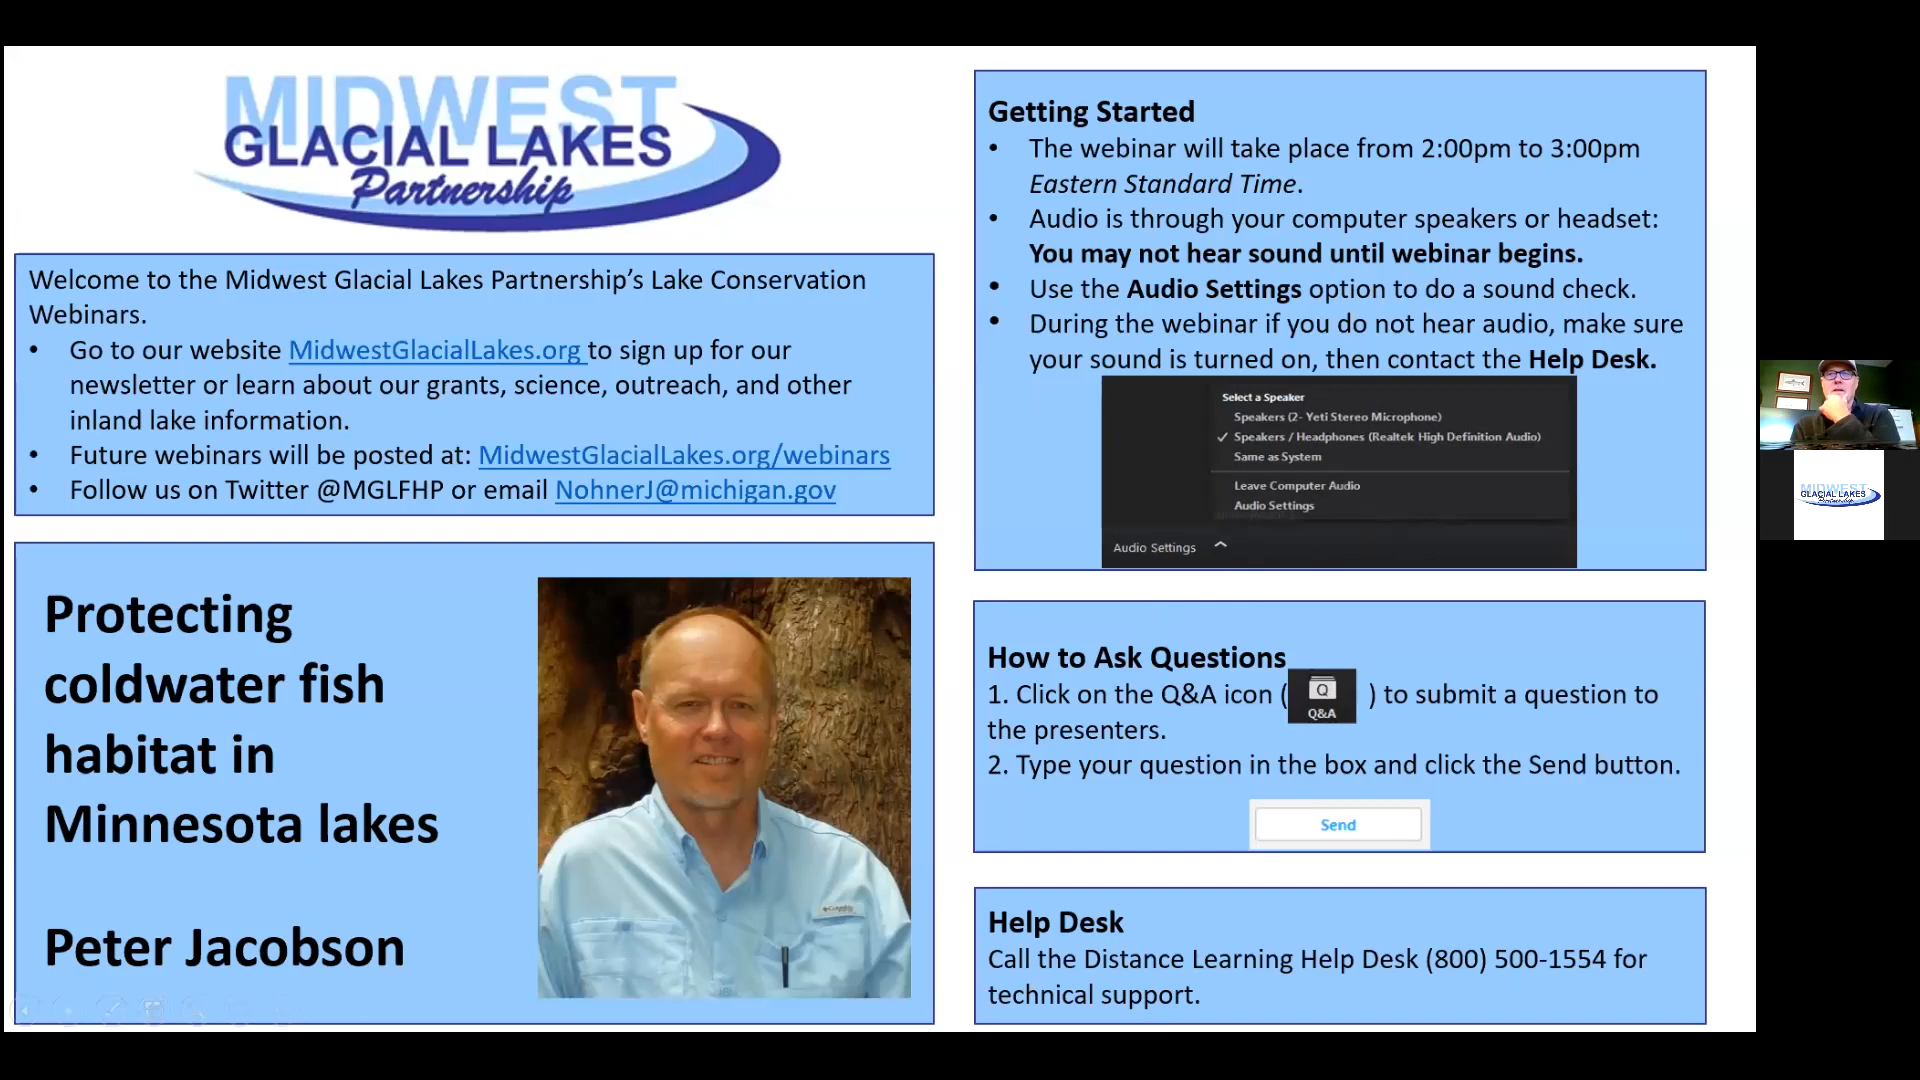 MIDWEST
GLACIAL LAKES
Partnership
Welcome to the Midwest Glacial Lakes Partnership’s Lake Conservation
Webinars.
• Go to our website MidwestGlacialLakes.org to sign up for our
newsletter or learn about our grants, science, outreach, and other
inland lake information.
• Future webinars will be posted at: MidwestGlacialLakes.org/webinars
• Follow us on Twitter @MGLFHP or email NohnerJ@michigan.gov
Protecting
coldwater fish
habitat in
Minnesota lakes
Peter Jacobson
Columbia
Getting Started
• The webinar will take place from 2:00pm to 3:00pm
Eastern Standard Time.
• Audio is through your computer speakers or headset:
You may not hear sound until webinar begins.
• Use the Audio Settings option to do a sound check.
• During the webinar if you do not hear audio, make sure
your sound is turned on, then contact the Help Desk.
Select a Speaker
Speakers (2- Yeti Stereo Microphone)
✓ Speakers / Headphones (Realtek High Definition Audio)
Same as System
Leave Computer Audio
Audio Settings
Audio Settings
How to Ask Questions
1. Click on the Q&A icon ( Q Q&A ) to submit a question to
the presenters.
2. Type your question in the box and click the Send button.
Send
Help Desk
Call the Distance Learning Help Desk (800) 500-1554 for
technical support.
MIDWEST
GLACIAL LAKES
Partnership